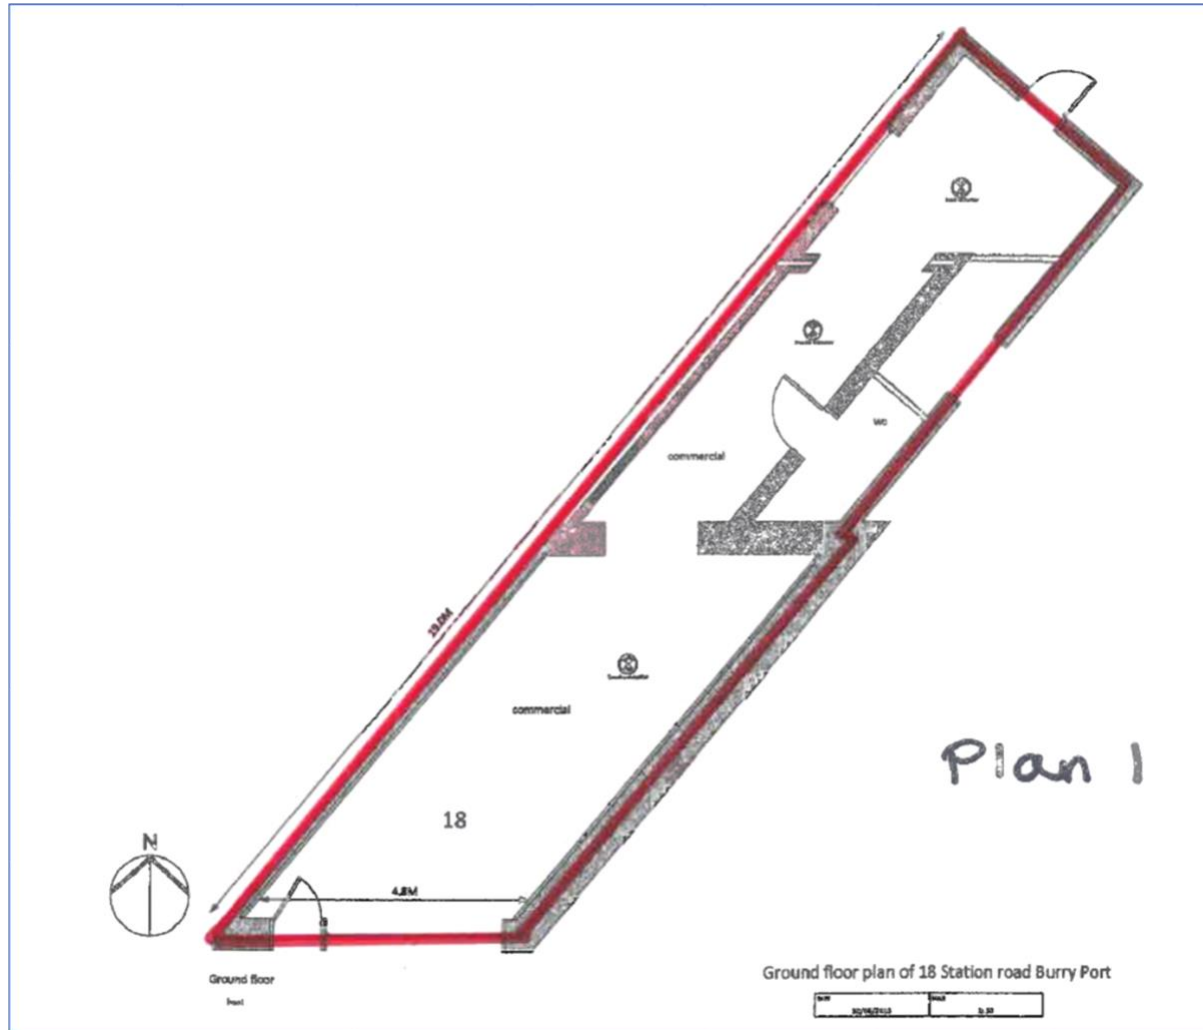 WC
commercial
19.0M
commercial
Plan 1
18
N
4.8M
Ground floor
front
Ground floor plan of 18 Station road Burry Port